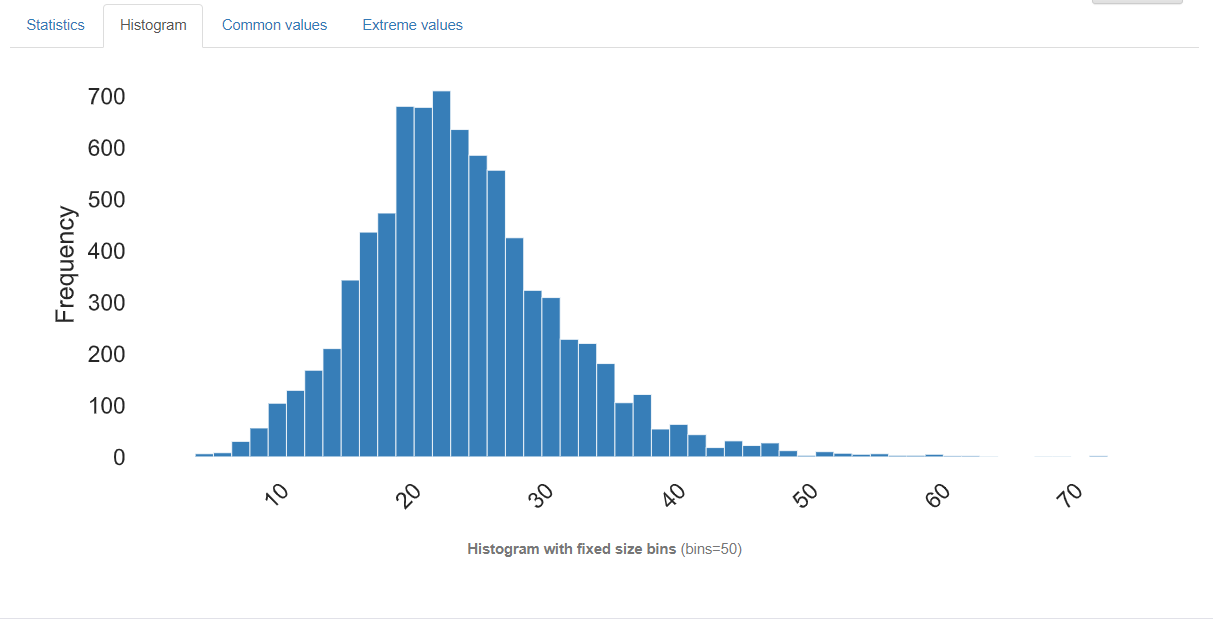 Statistics Histogram Common values Extreme values
700
600
500
400
300
200
100
0
Frequency
10 20 30 40 50 60 70
Histogram with fixed size bins (bins=50)